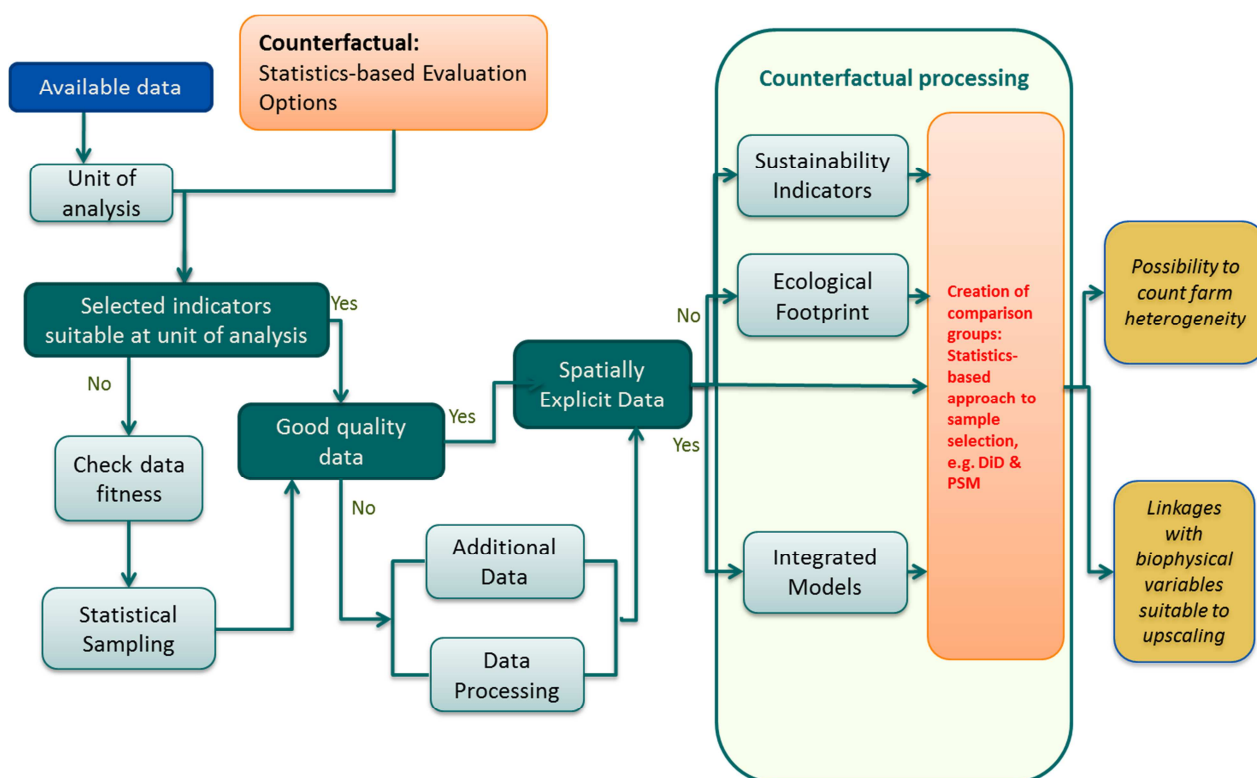 Available data
Counterfactual:
Statistics-based Evaluation
Options
Unit of
analysis
Selected indicators
suitable at unit of analysis
Yes
No
Check data
fitness
Statistical
Sampling
Good quality
data
Yes
No
Additional
Data
Data
Processing
Spatially
Explicit Data
No
Yes
Counterfactual processing
Sustainability
Indicators
Ecological
Footprint
Integrated
Models
Creation of
comparison
groups:
Statistics-
based
approach to
sample
selection,
e.g. DiD &
PSM
Possibility to
count farm
heterogeneity
Linkages
with
biophysical
variables
suitable to
upscaling